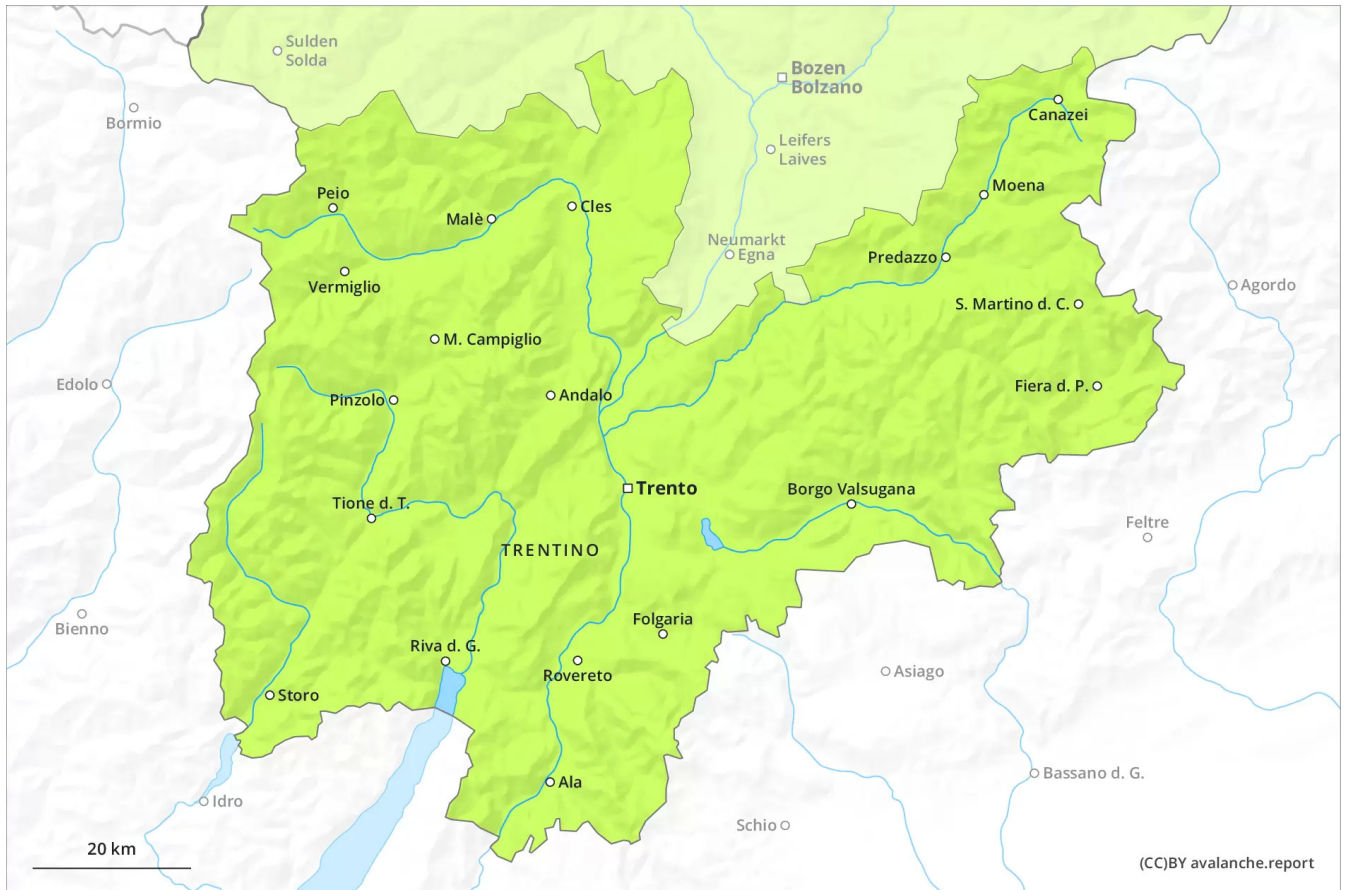 Sulden
Solda
Bozen
Bolzano
Bormio
Canazei
Leifers
Laives
Peio
Moena
Malè
Cles
Neumarkt
Egna
Predazzo
Vermiglio
Agordo
S. Martino d. C.
M. Campiglio
Edolo
Andalo
Fiera d. P.
Pinzolo
Trento
Borgo Valsugana
Tione d. T.
Feltre
TRENTINO
Bienno
Folgaria
Riva d. G.
Asiago
Rovereto
Storo
Bassano d. G.
Ala
Idro
Schio
20 km
(CC)BY avalanche.report